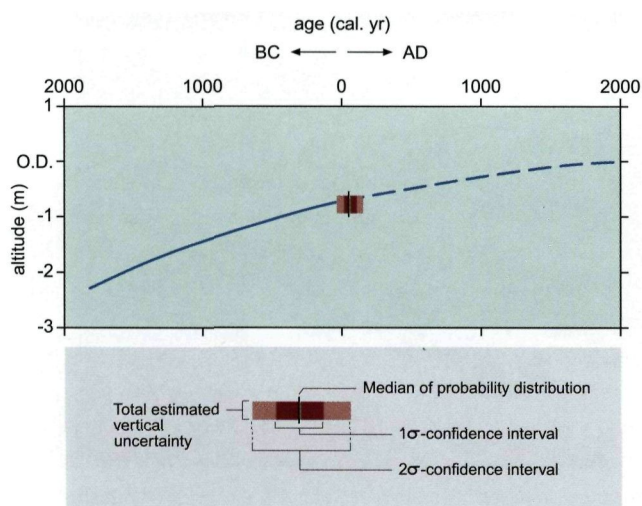 age (cal. yr)
BC ← → AD
2000 1000 0 1000 2000
1
O.D.
-1
-2
-3
altitude (m)
Median of probability distribution
Total estimated
vertical
uncertainty
1σ-confidence interval
2σ-confidence interval